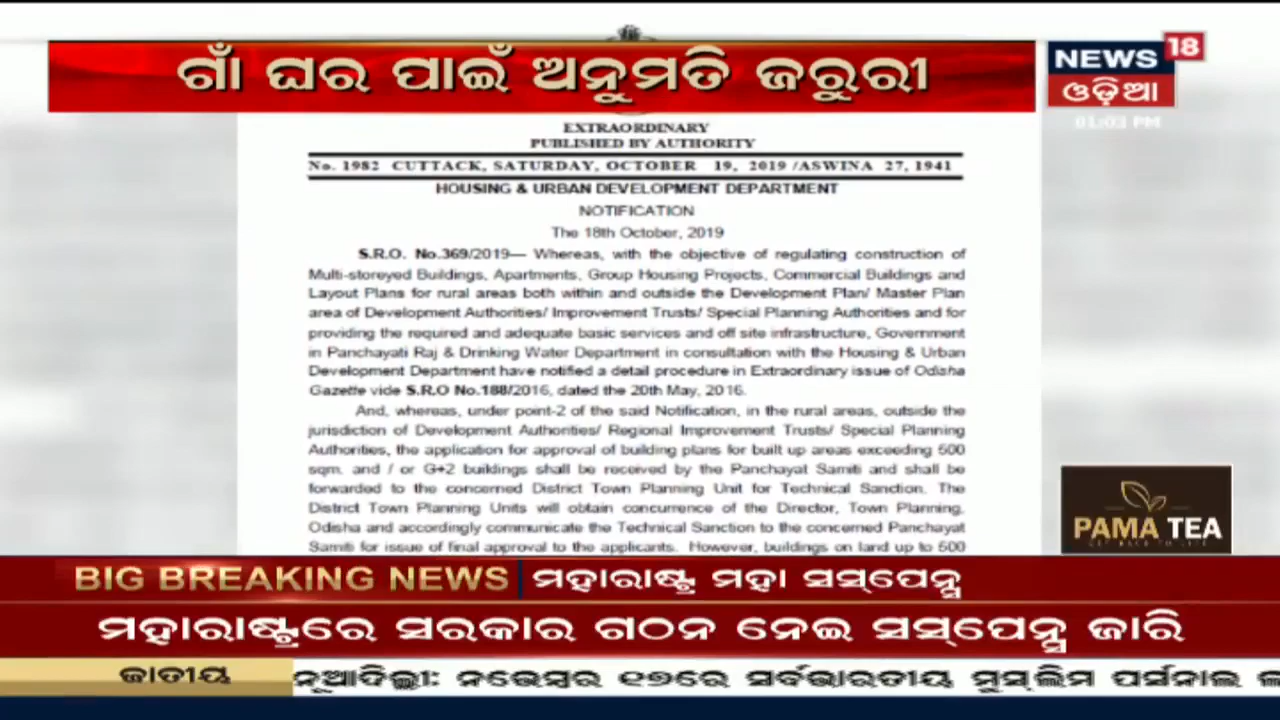 ଗାଁ ଘର ପାଇଁ ଅନୁମତି ଜରୁରୀ
NEWS 18
ଓଡ଼ିଆ
01:03 PM
EXTRAORDINARY
PUBLISHED BY AUTHORITY
No. 1982 CUTTACK, SATURDAY, OCTOBER 19, 2019 /ASWINA 27, 1941
HOUSING & URBAN DEVELOPMENT DEPARTMENT
NOTIFICATION
The 18th October, 2019
S.R.O. No.369/2019— Whereas, with the objective of regulating construction of
Multi-storeyed Buildings, Apartments, Group Housing Projects, Commercial Buildings and
Layout Plans for rural areas both within and outside the Development Plan/ Master Plan
area of Development Authorities/ Improvement Trusts/ Special Planning Authorities and for
providing the required and adequate basic services and off site infrastructure, Government
in Panchayati Raj & Drinking Water Department in consultation with the Housing & Urban
Development Department have notified a detail procedure in Extraordinary issue of Odisha
Gazette vide S.R.O No.188/2016, dated the 20th May, 2016.
And, whereas, under point-2 of the said Notification, in the rural areas, outside the
jurisdiction of Development Authorities/ Regional Improvement Trusts/ Special Planning
Authorities, the application for approval of building plans for built up areas exceeding 500
sqm. and / or G+2 buildings shall be received by the Panchayat Samiti and shall be
forwarded to the concerned District Town Planning Unit for Technical Sanction. The
District Town Planning Units will obtain concurrence of the Director, Town Planning,
Odisha and accordingly communicate the Technical Sanction to the concerned Panchayat
Samiti for issue of final approval to the applicants. However, buildings on land up to 500
PAMA TEA
BIG BREAKING NEWS ମହାରାଷ୍ଟ୍ର ମହା ସସ୍‌ପେନ୍ସ
ମହାରାଷ୍ଟ୍ରରେ ସରକାର ଗଠନ ନେଇ ସସ୍‌ପେନ୍ସ ଜାରି
ଜାତୀୟ ନୂଆଦିଲ୍ଲୀ: ନଭେମ୍ବର ୧୭ରେ ସର୍ବଭାରତୀୟ ମୁସ୍‌ଲିମ ପର୍ସନାଲ